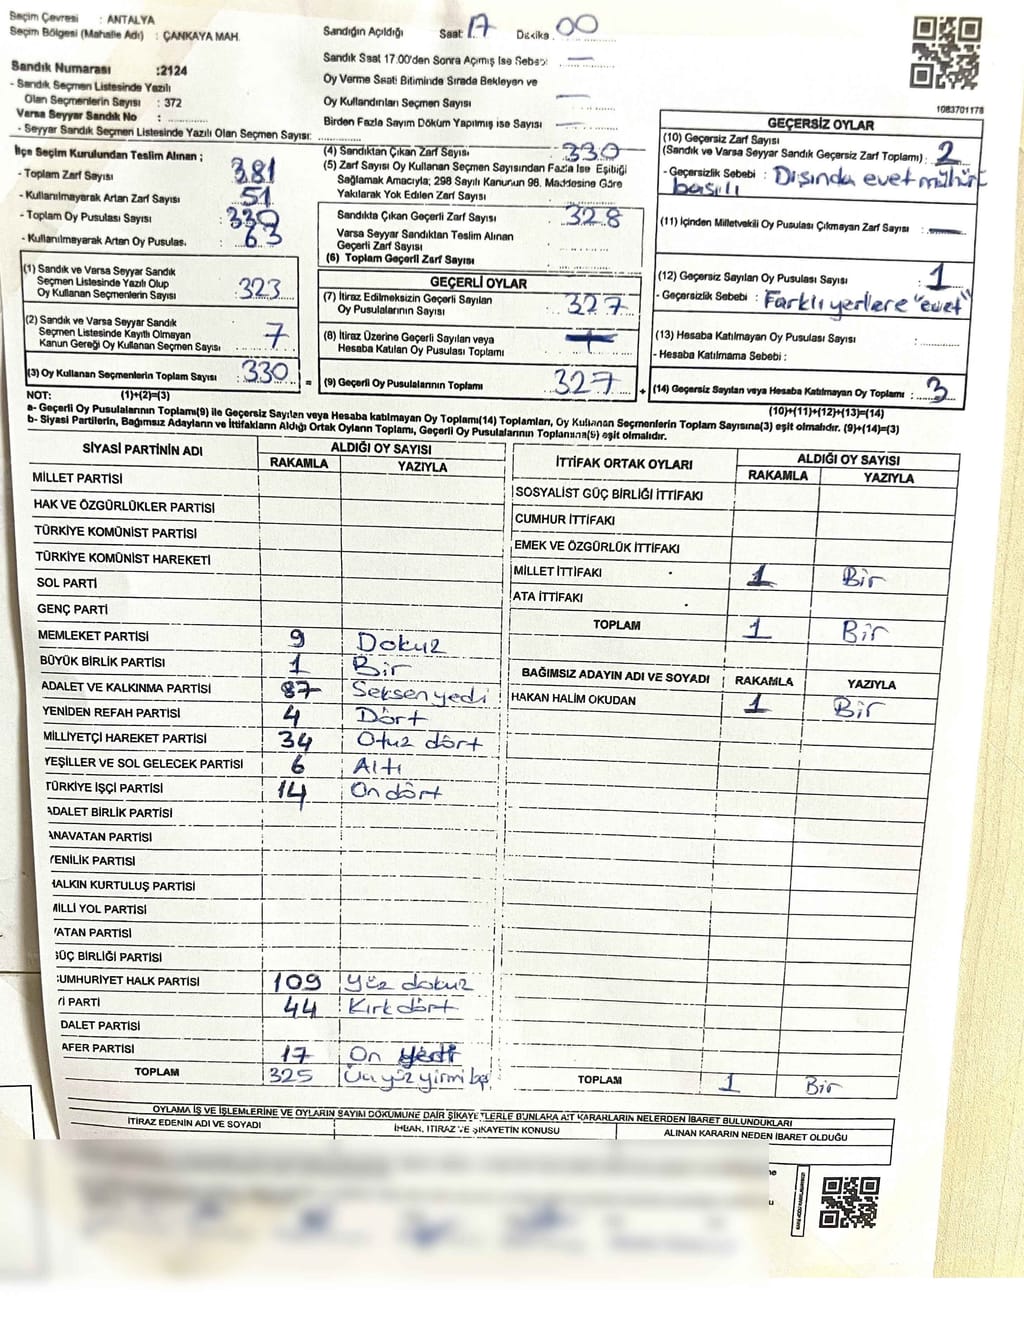 Seçim Çevresi : ANTALYA
Seçim Bölgesi (Mahalle Adı) : ÇANKAYA MAH.
Sandık Numarası :2124
- Sandık Seçmen Listesinde Yazılı
Olan Seçmenlerin Sayısı : 372
Varsa Seyyar Sandık No :
- Seyyar Sandık Seçmen Listesinde Yazılı Olan Seçmen Sayısı:
Sandığın Açıldığı Saat: 17 Dakika 00
Sandık Saat 17.00'den Sonra Açımış İse Sebebi : —
Oy Verme Saati Bitiminde Sırada Bekleyen ve
Oy Kullandırılan Seçmen Sayısı : —
Birden Fazla Sayım Döküm Yapılmış ise Sayısı : —
1083701178
İlçe Seçim Kurulundan Teslim Alınan ;
- Toplam Zarf Sayısı : 381
- Kullanılmayarak Artan Zarf Sayısı : 51
- Toplam Oy Pusulası Sayısı :
- Kullanılmayarak Artan Oy Pusulas. : 63
(1) Sandık ve Varsa Seyyar Sandık
Seçmen Listesinde Yazılı Olup
Oy Kullanan Seçmenlerin Sayısı : 323
(2) Sandık ve Varsa Seyyar Sandık
Seçmen Listesinde Kayıtlı Olmayan
Kanun Gereği Oy Kullanan Seçmen Sayısı : 7
(3) Oy Kullanan Seçmenlerin Toplam Sayısı : 330
(4) Sandıktan Çıkan Zarf Sayısı : 330
(5) Zarf Sayısı Oy Kullanan Seçmen Sayısından Fazla İse Eşitliği
Sağlamak Amacıyla; 298 Sayılı Kanunun 98. Maddesine Göre
Yakılarak Yok Edilen Zarf Sayısı
Sandıkta Çıkan Geçerli Zarf Sayısı : 328
Varsa Seyyar Sandıktan Teslim Alınan
Geçerli Zarf Sayısı
(6) Toplam Geçerli Zarf Sayısı
GEÇERLİ OYLAR
(7) İtiraz Edilmeksizin Geçerli Sayılan
Oy Pusulalarının Sayısı : 327
(8) İtiraz Üzerine Geçerli Sayılan veya
Hesaba Katılan Oy Pusulası Toplamı
(9) Geçerli Oy Pusulalarının Toplamı : 327
GEÇERSİZ OYLAR
(10) Geçersiz Zarf Sayısı
(Sandık ve Varsa Seyyar Sandık Geçersiz Zarf Toplamı) : 2
- Geçersizlik Sebebi : Dışında evet mühürü
basılı
(11) İçinden Milletvekili Oy Pusulası Çıkmayan Zarf Sayısı : —
(12) Geçersiz Sayılan Oy Pusulası Sayısı : 1
- Geçersizlik Sebebi : Farklı yerlere "evet"
(13) Hesaba Katılmayan Oy Pusulası Sayısı :
- Hesaba Katılmama Sebebi :
(14) Geçersiz Sayılan veya Hesaba Katılmayan Oy Toplamı : 3
NOT: (1)+(2)=(3)
(10)+(11)+(12)+(13)=(14)
a- Geçerli Oy Pusulalarının Toplamı(9) ile Geçersiz Sayılan veya Hesaba katılmayan Oy Toplamı(14) Toplamları, Oy Kullanan Seçmenlerin Toplam Sayısına(3) eşit olmalıdır. (9)+(14)=(3)
b- Siyasi Partilerin, Bağımsız Adayların ve İttifakların Aldığı Ortak Oyların Toplamı, Geçerli Oy Pusulalarının Toplamına(9) eşit olmalıdır.
SİYASİ PARTİNİN ADI ALDIĞI OY SAYISI
RAKAMLA YAZIYLA
MİLLET PARTİSİ
HAK VE ÖZGÜRLÜKLER PARTİSİ
TÜRKİYE KOMÜNİST PARTİSİ
TÜRKİYE KOMÜNİST HAREKETİ
SOL PARTİ
GENÇ PARTİ
MEMLEKET PARTİSİ 9 Dokuz
BÜYÜK BİRLİK PARTİSİ 1 Bir
ADALET VE KALKINMA PARTİSİ 87 Seksen yedi
YENİDEN REFAH PARTİSİ 4 Dört
MİLLİYETÇİ HAREKET PARTİSİ 34 Otuz dört
YEŞİLLER VE SOL GELECEK PARTİSİ 6 Altı
TÜRKİYE İŞÇİ PARTİSİ 14 On dört
ADALET BİRLİK PARTİSİ
ANAVATAN PARTİSİ
YENİLİK PARTİSİ
HALKIN KURTULUŞ PARTİSİ
MİLLİ YOL PARTİSİ
VATAN PARTİSİ
GÜÇ BİRLİĞİ PARTİSİ
CUMHURİYET HALK PARTİSİ 109 Yüz dokuz
İYİ PARTİ 44 Kırk dört
DALET PARTİSİ
AFER PARTİSİ 17 On yedi
TOPLAM 325 Üç yüz yirmi beş
İTTİFAK ORTAK OYLARI ALDIĞI OY SAYISI
RAKAMLA YAZIYLA
SOSYALİST GÜÇ BİRLİĞİ İTTİFAKI
CUMHUR İTTİFAKI
EMEK VE ÖZGÜRLÜK İTTİFAKI
MİLLET İTTİFAKI 1 Bir
ATA İTTİFAKI
TOPLAM 1 Bir
BAĞIMSIZ ADAYIN ADI VE SOYADI RAKAMLA YAZIYLA
HAKAN HALİM OKUDAN 1 Bir
TOPLAM 1 Bir
OYLAMA İŞ VE İŞLEMLERİNE VE OYLARIN SAYIM DÖKÜMÜNE DAİR ŞİKAYETLERLE BUNLARA AİT KARARLARIN NELERDEN İBARET BULUNDUKLARI
İTİRAZ EDENİN ADI VE SOYADI İHBAR, İTİRAZ VE ŞİKAYETİN KONUSU ALINAN KARARIN NEDEN İBARET OLDUĞU